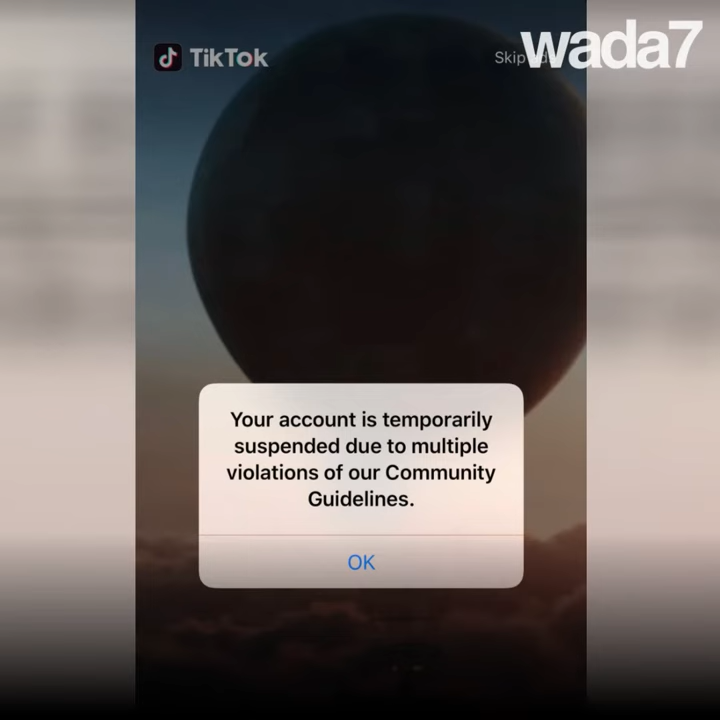 TikTok
Skip
wada7
Your account is temporarily
suspended due to multiple
violations of our Community
Guidelines.
OK